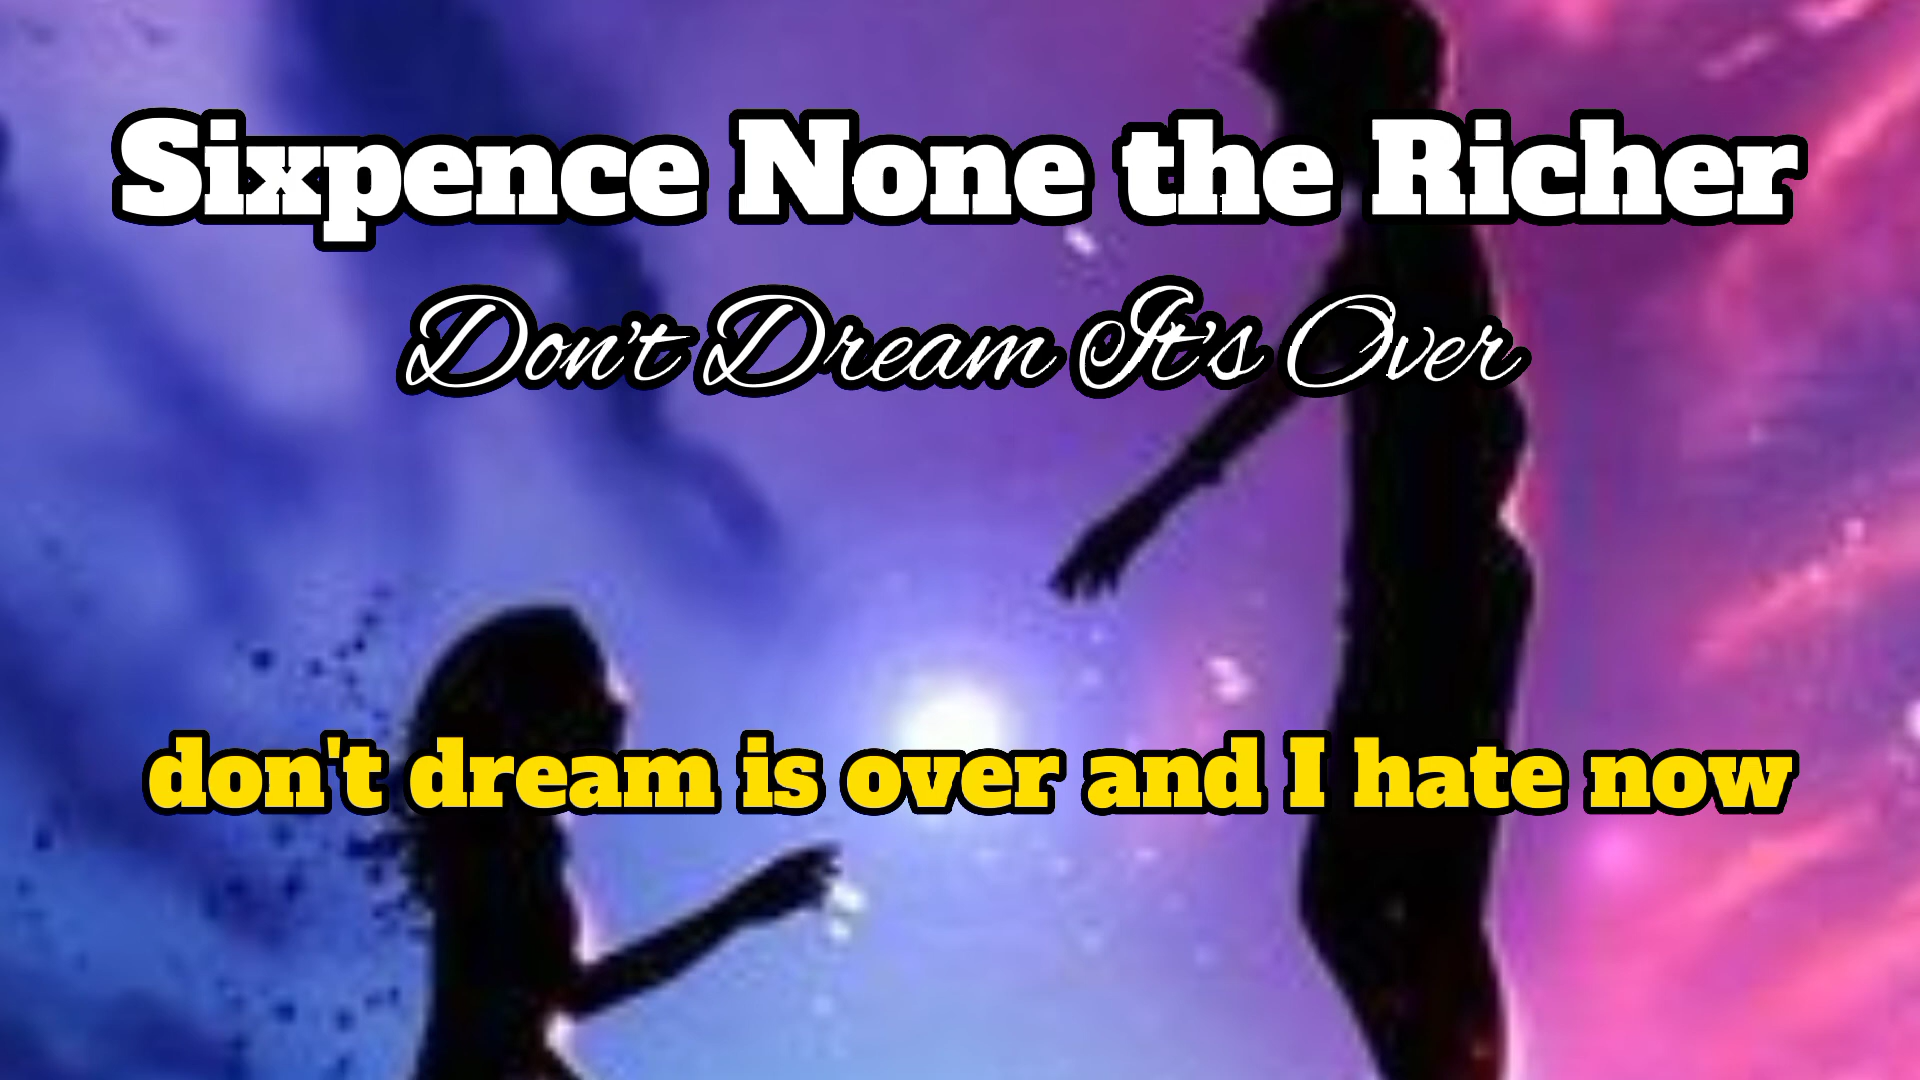 Sixpence None the Richer
Don't Dream It's Over
don't dream is over and I hate now